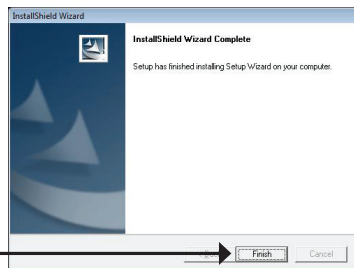 InstallShield Wizard
InstallShield Wizard Complete
Setup has finished installing Setup Wizard on your computer.
Finish
Cancel